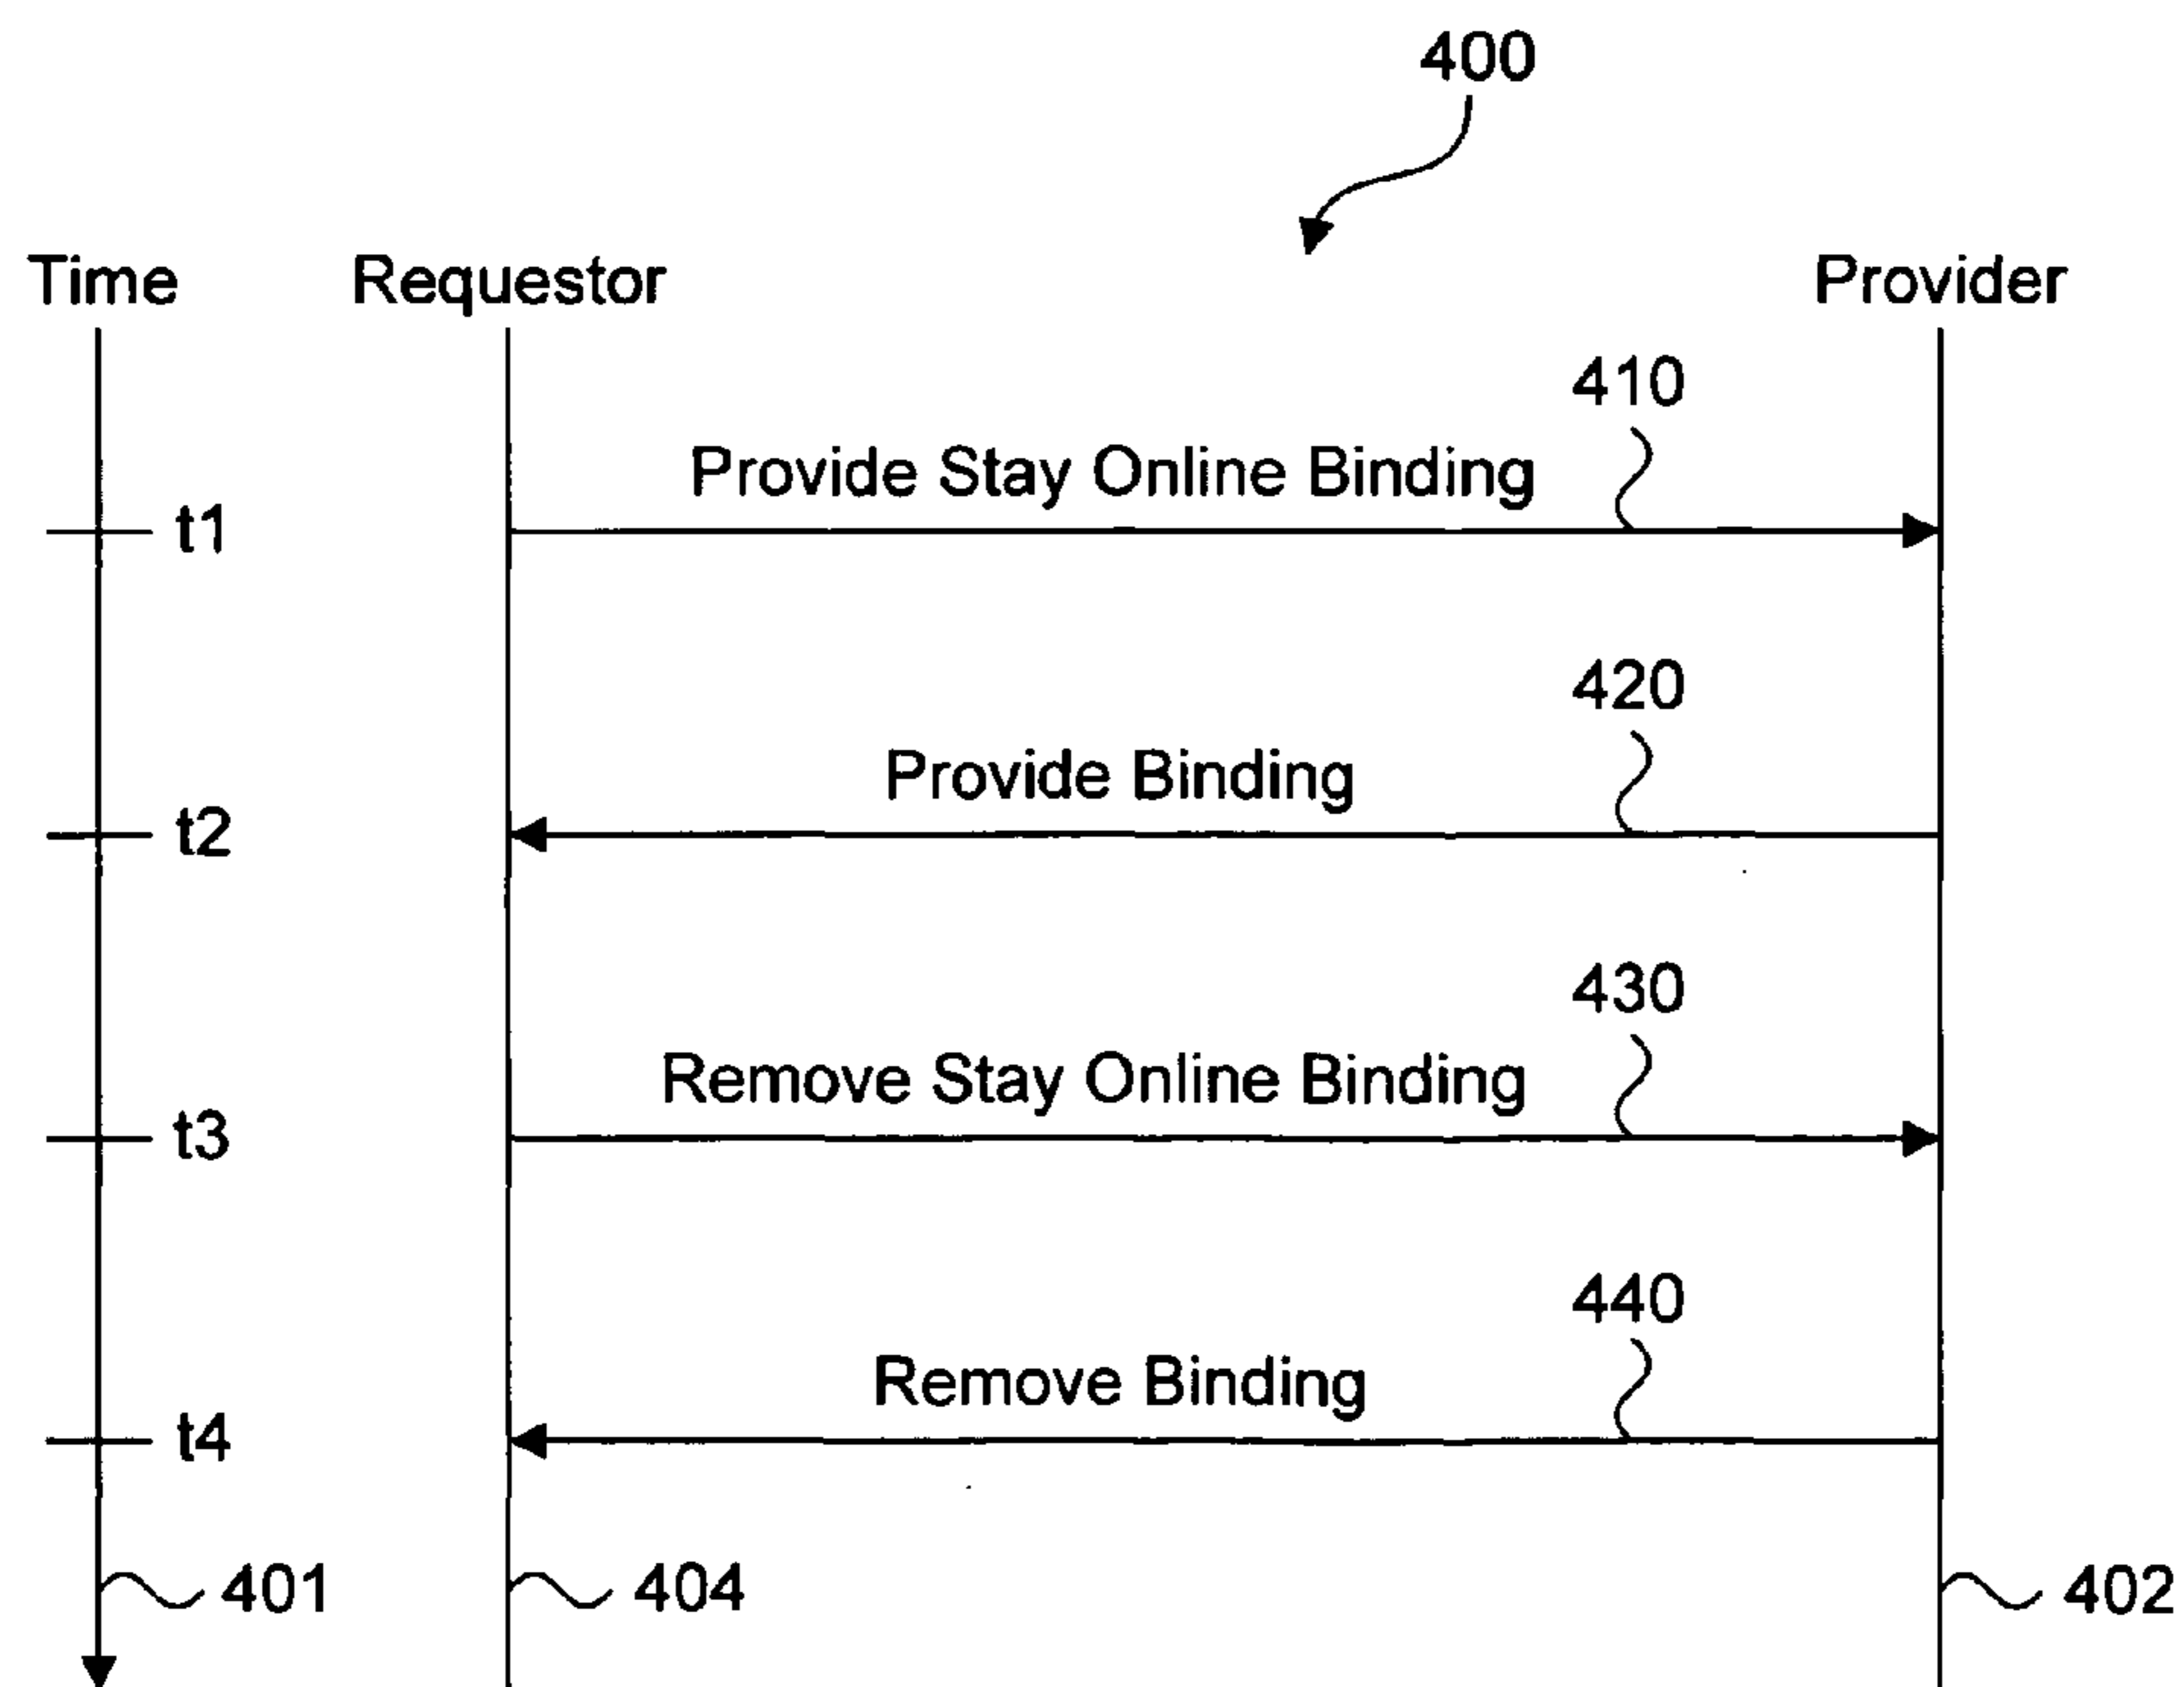 400
Time Requestor Provider
410
Provide Stay Online Binding
t1
420
Provide Binding
t2
430
Remove Stay Online Binding
t3
440
Remove Binding
t4
401 404 402